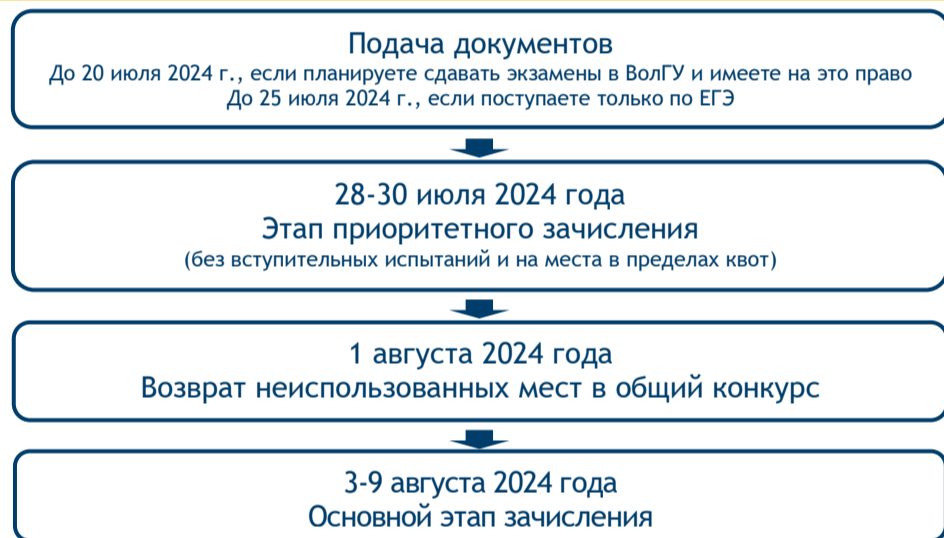 Подача документов
До 20 июля 2024 г., если планируете сдавать экзамены в ВолГУ и имеете на это право
До 25 июля 2024 г., если поступаете только по ЕГЭ
28-30 июля 2024 года
Этап приоритетного зачисления
(без вступительных испытаний и на места в пределах квот)
1 августа 2024 года
Возврат неиспользованных мест в общий конкурс
3-9 августа 2024 года
Основной этап зачисления